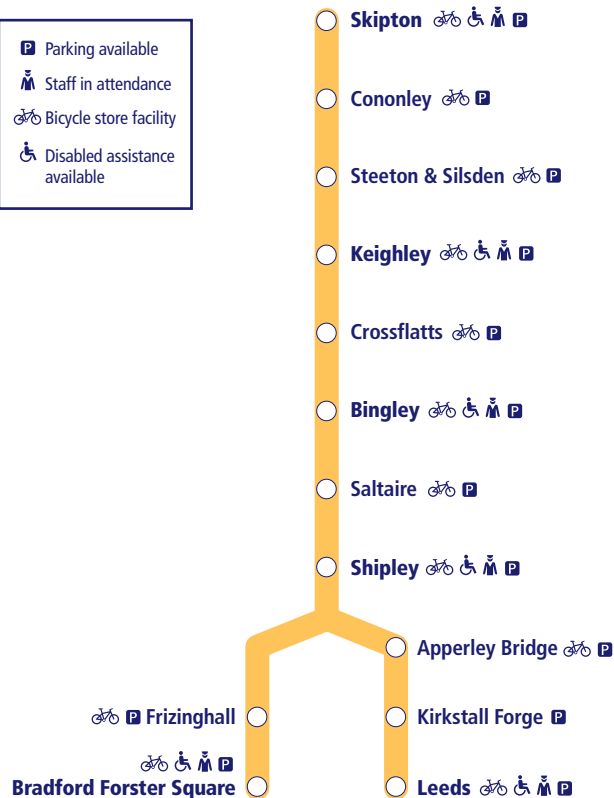 Parking available
Staff in attendance
Bicycle store facility
Disabled assistance
available
Skipton
Cononley
Steeton & Silsden
Keighley
Crossflatts
Bingley
Saltaire
Shipley
Apperley Bridge
Frizinghall
Kirkstall Forge
Bradford Forster Square
Leeds